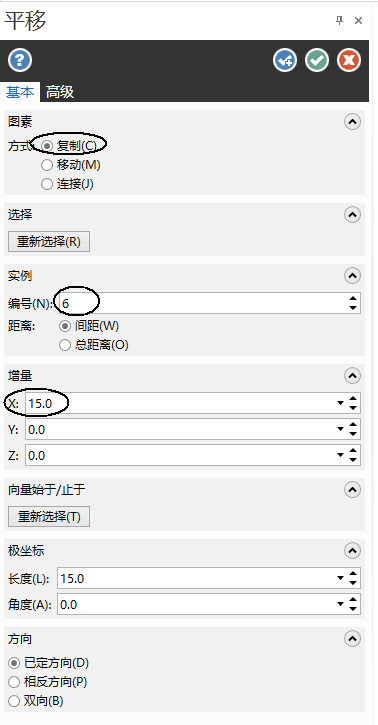 平移
基本 高级
图素
方式: 复制(C)
移动(M)
连接(J)
选择
重新选择(R)
实例
编号(N): 6
距离: 间距(W)
总距离(O)
增量
X: 15.0
Y: 0.0
Z: 0.0
向量始于/止于
重新选择(T)
极坐标
长度(L): 15.0
角度(A): 0.0
方向
已定方向(D)
相反方向(P)
双向(B)